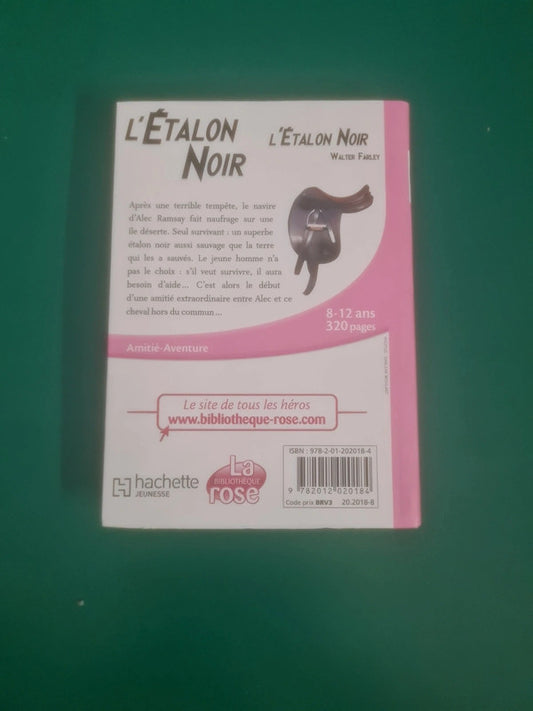 L'ÉTALON
NOIR
L'ÉTALON NOIR
WALTER FARLEY
Après une terrible tempête, le navire
d'Alec Ramsay fait naufrage sur une
île déserte. Seul survivant : un superbe
étalon noir aussi sauvage que la terre
qui les a sauvés. Le jeune homme n'a
pas le choix : s'il veut survivre, il aura
besoin d'aide... C'est alors le début
d'une amitié extraordinaire entre Alec et ce
cheval hors du commun...
8-12 ans
320 pages
Amitié-Aventure
Le site de tous les héros
www.bibliotheque-rose.com
hachette
JEUNESSE
La
BIBLIOTHÈQUE
rose
ISBN : 978-2-01-202018-4
9 782012 020184
Code prix BRV3 20.2018-8